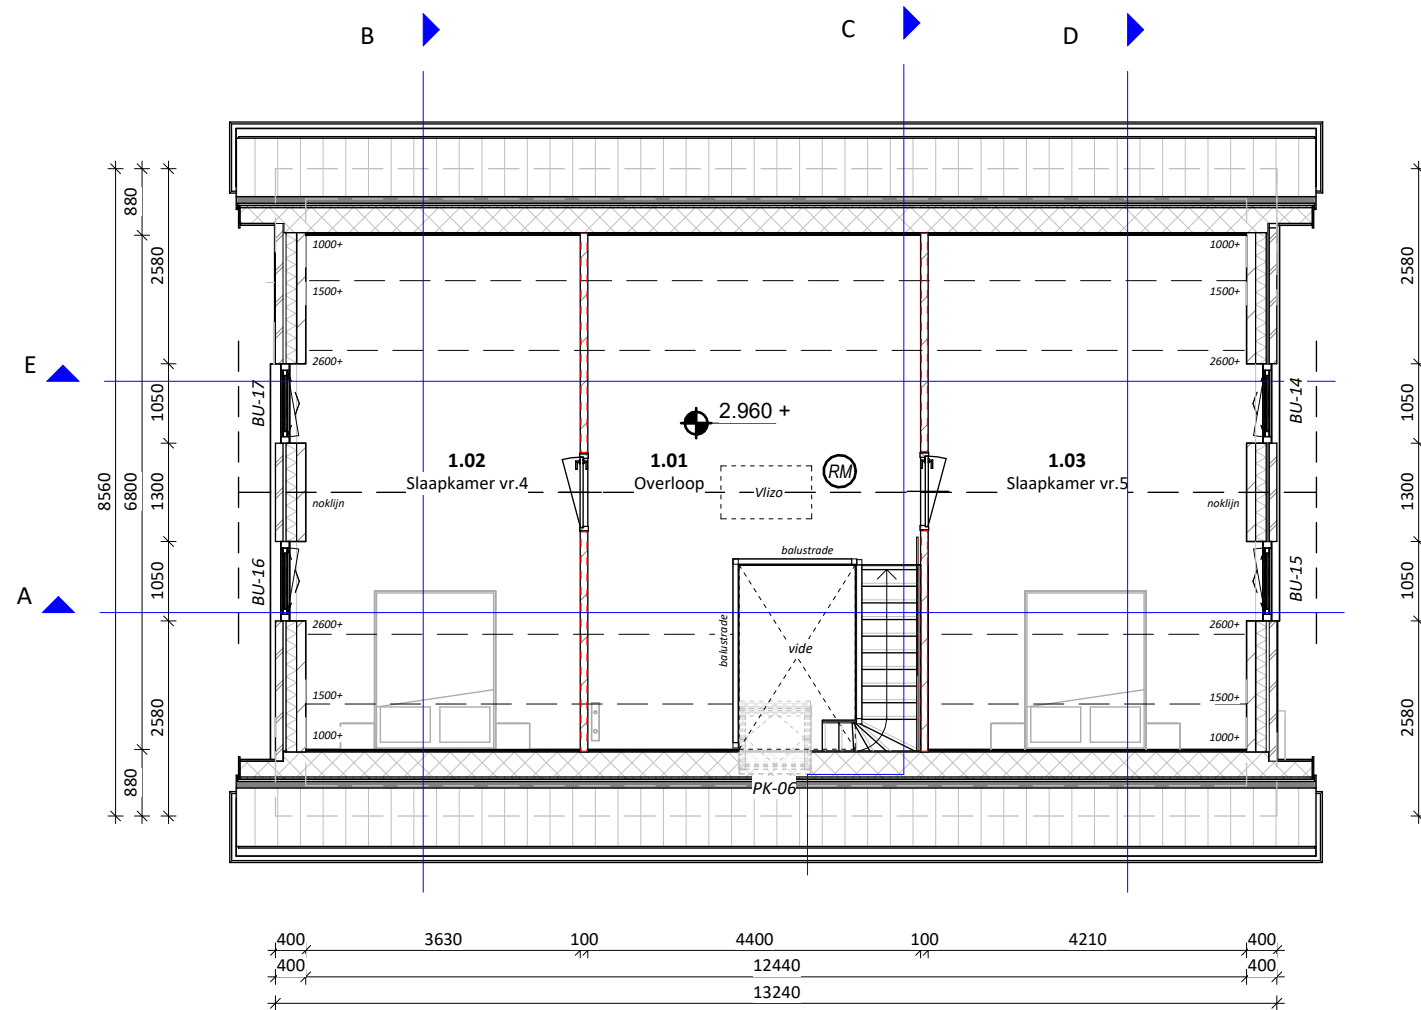 B
C
D
E
A
880
2580
1050
1300
1050
2580
880
6800
8560
2580
1050
1300
1050
2580
BU-17
BU-16
BU-14
BU-15
1000+
1500+
2600+
noklijn
2600+
1500+
1000+
1000+
1500+
2600+
noklijn
2600+
1500+
1000+
2.960 +
1.02
Slaapkamer vr.4
1.01
Overloop
1.03
Slaapkamer vr.5
RM
Vlizo
balustrade
balustrade
vide
PK-06
400 3630 100 4400 100 4210 400
400 12440 400
13240